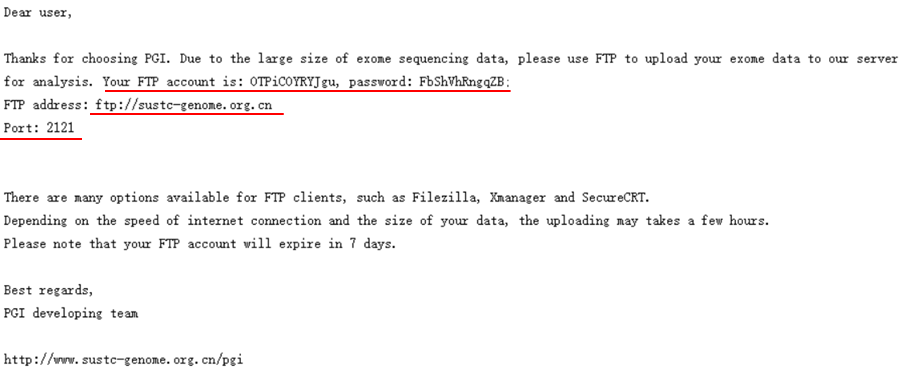 Dear user,
Thanks for choosing PGI. Due to the large size of exome sequencing data, please use FTP to upload your exome data to our server
for analysis. Your FTP account is: OTPiCOYRYJgu, password: FbShVhRngqZB;
FTP address: ftp://sustc-genome.org.cn
Port: 2121
There are many options available for FTP clients, such as Filezilla, Xmanager and SecureCRT.
Depending on the speed of internet connection and the size of your data, the uploading may takes a few hours.
Please note that your FTP account will expire in 7 days.
Best regards,
PGI developing team
http://www.sustc-genome.org.cn/pgi